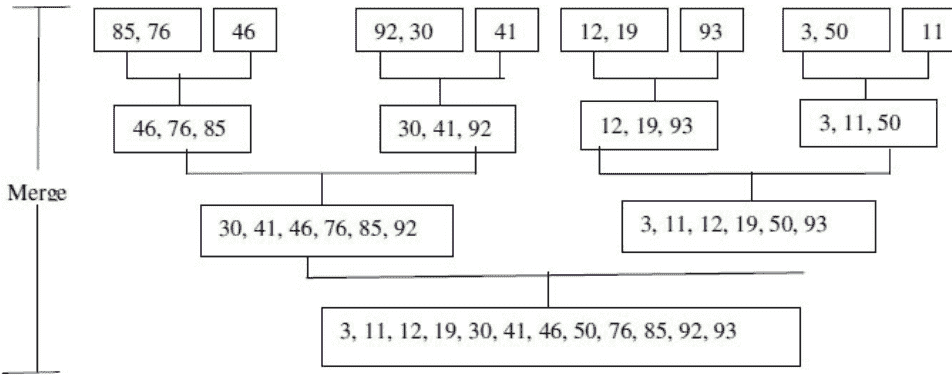 85, 76 46 92, 30 41 12, 19 93 3, 50 11
46, 76, 85 30, 41, 92 12, 19, 93 3, 11, 50
Merge
30, 41, 46, 76, 85, 92 3, 11, 12, 19, 50, 93
3, 11, 12, 19, 30, 41, 46, 50, 76, 85, 92, 93